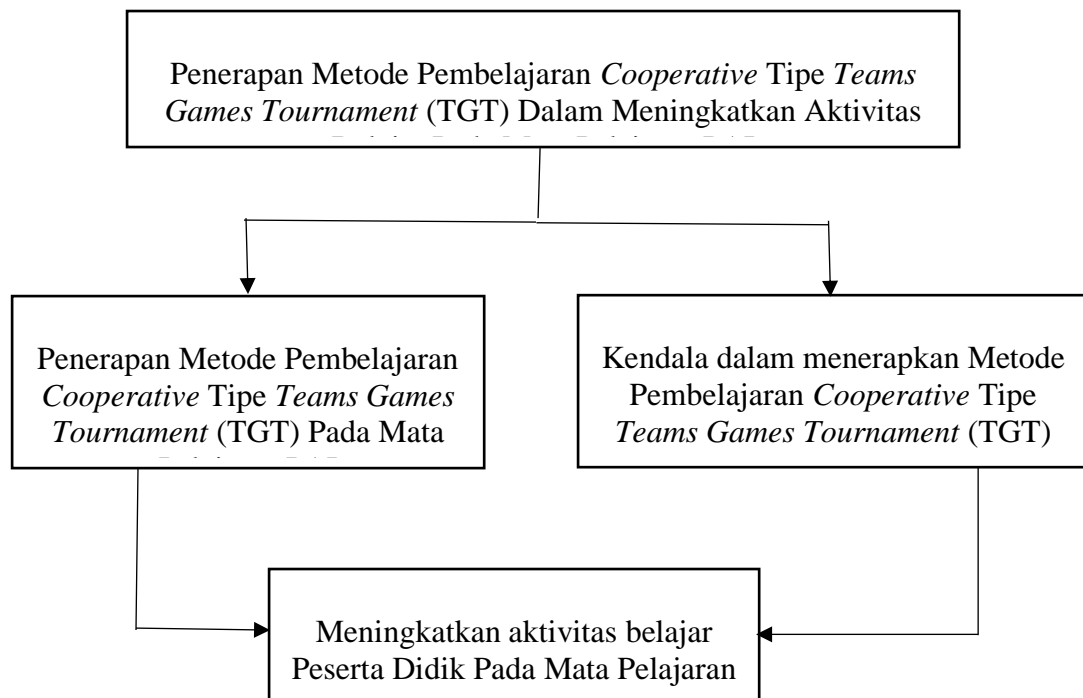 Penerapan Metode Pembelajaran Cooperative Tipe Teams
Games Tournament (TGT) Dalam Meningkatkan Aktivitas
Penerapan Metode Pembelajaran
Cooperative Tipe Teams Games
Tournament (TGT) Pada Mata
Kendala dalam menerapkan Metode
Pembelajaran Cooperative Tipe
Teams Games Tournament (TGT)
Meningkatkan aktivitas belajar
Peserta Didik Pada Mata Pelajaran